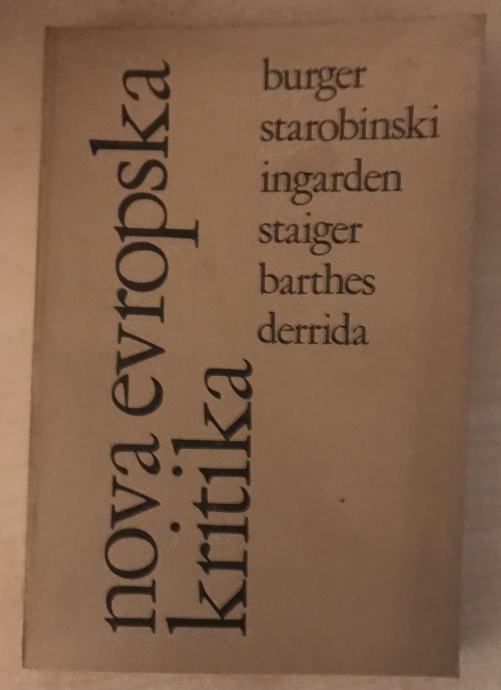 nova evropska
kritika
burger
starobinski
ingarden
staiger
barthes
derrida